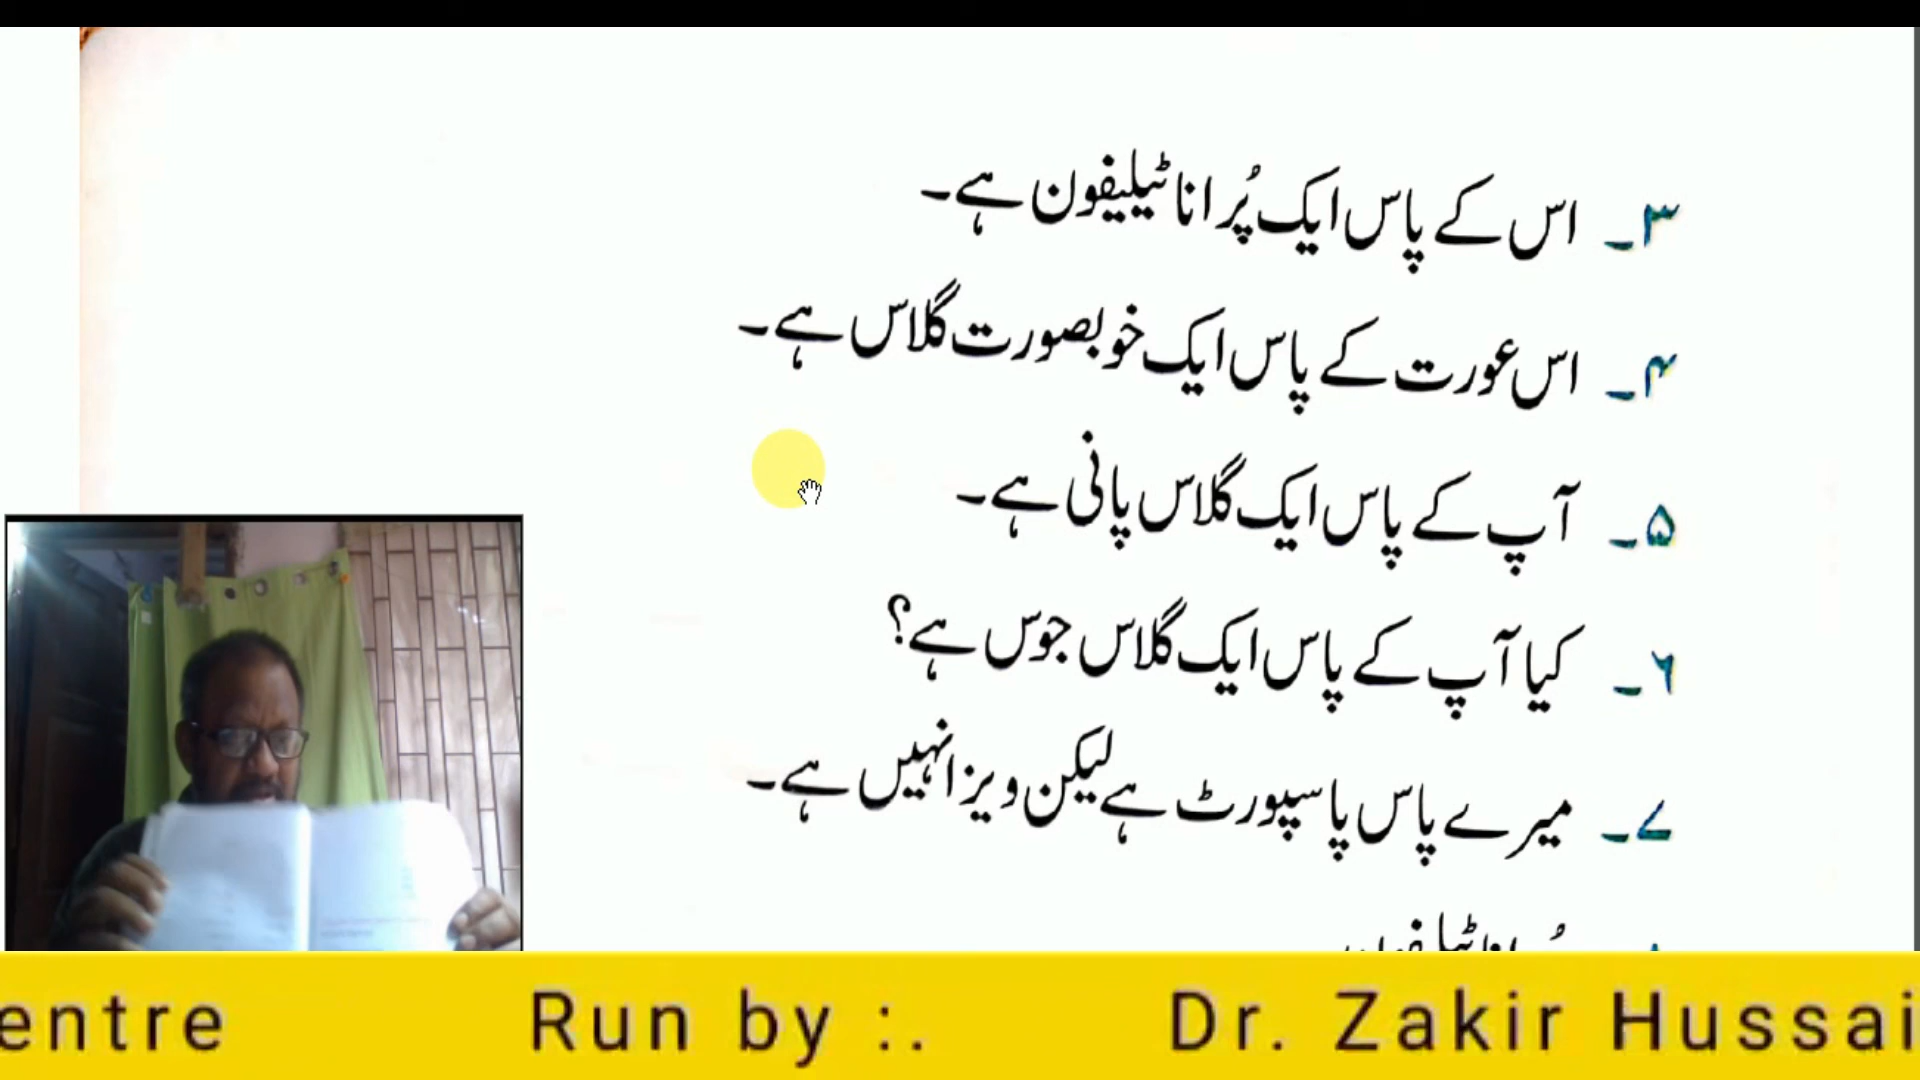 ۳۔ اس کے پاس ایک پُرانا ٹیلیفون ہے۔
۴۔ اس عورت کے پاس ایک خوبصورت گلاس ہے۔
۵۔ آپ کے پاس ایک گلاس پانی ہے۔
۶۔ کیا آپ کے پاس ایک گلاس جوس ہے؟
۷۔ میرے پاس پاسپورٹ ہے لیکن ویزا نہیں ہے۔
entre Run by :. Dr. Zakir Hussai